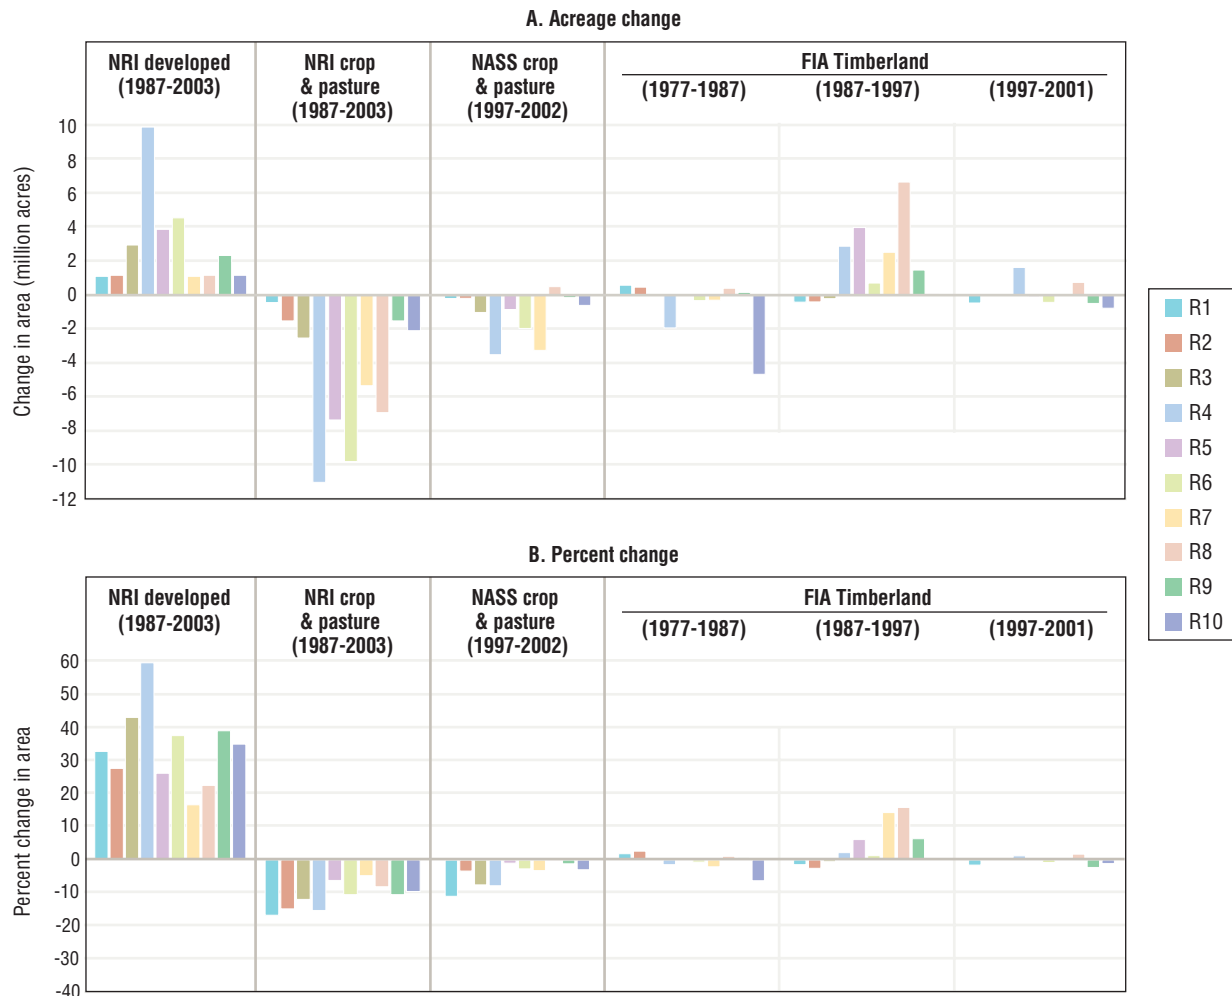 A. Acreage change
NRI developed
(1987-2003)
NRI crop
& pasture
(1987-2003)
NASS crop
& pasture
(1997-2002)
FIA Timberland
(1977-1987)
(1987-1997)
(1997-2001)
Change in area (million acres)
10
8
6
4
2
0
-2
-4
-6
-8
-10
-12
B. Percent change
NRI developed
(1987-2003)
NRI crop
& pasture
(1987-2003)
NASS crop
& pasture
(1997-2002)
FIA Timberland
(1977-1987)
(1987-1997)
(1997-2001)
Percent change in area
60
50
40
30
20
10
0
-10
-20
-30
-40
R1
R2
R3
R4
R5
R6
R7
R8
R9
R10